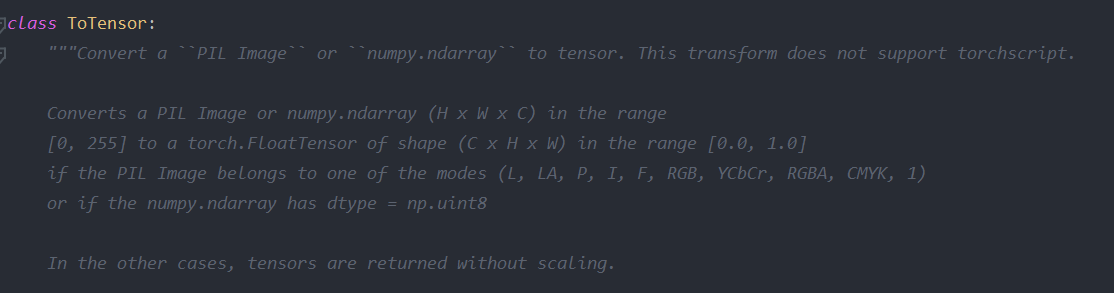 class ToTensor:
"""Convert a ``PIL Image`` or ``numpy.ndarray`` to tensor. This transform does not support torchscript.
Converts a PIL Image or numpy.ndarray (H x W x C) in the range
[0, 255] to a torch.FloatTensor of shape (C x H x W) in the range [0.0, 1.0]
if the PIL Image belongs to one of the modes (L, LA, P, I, F, RGB, YCbCr, RGBA, CMYK, 1)
or if the numpy.ndarray has dtype = np.uint8
In the other cases, tensors are returned without scaling.